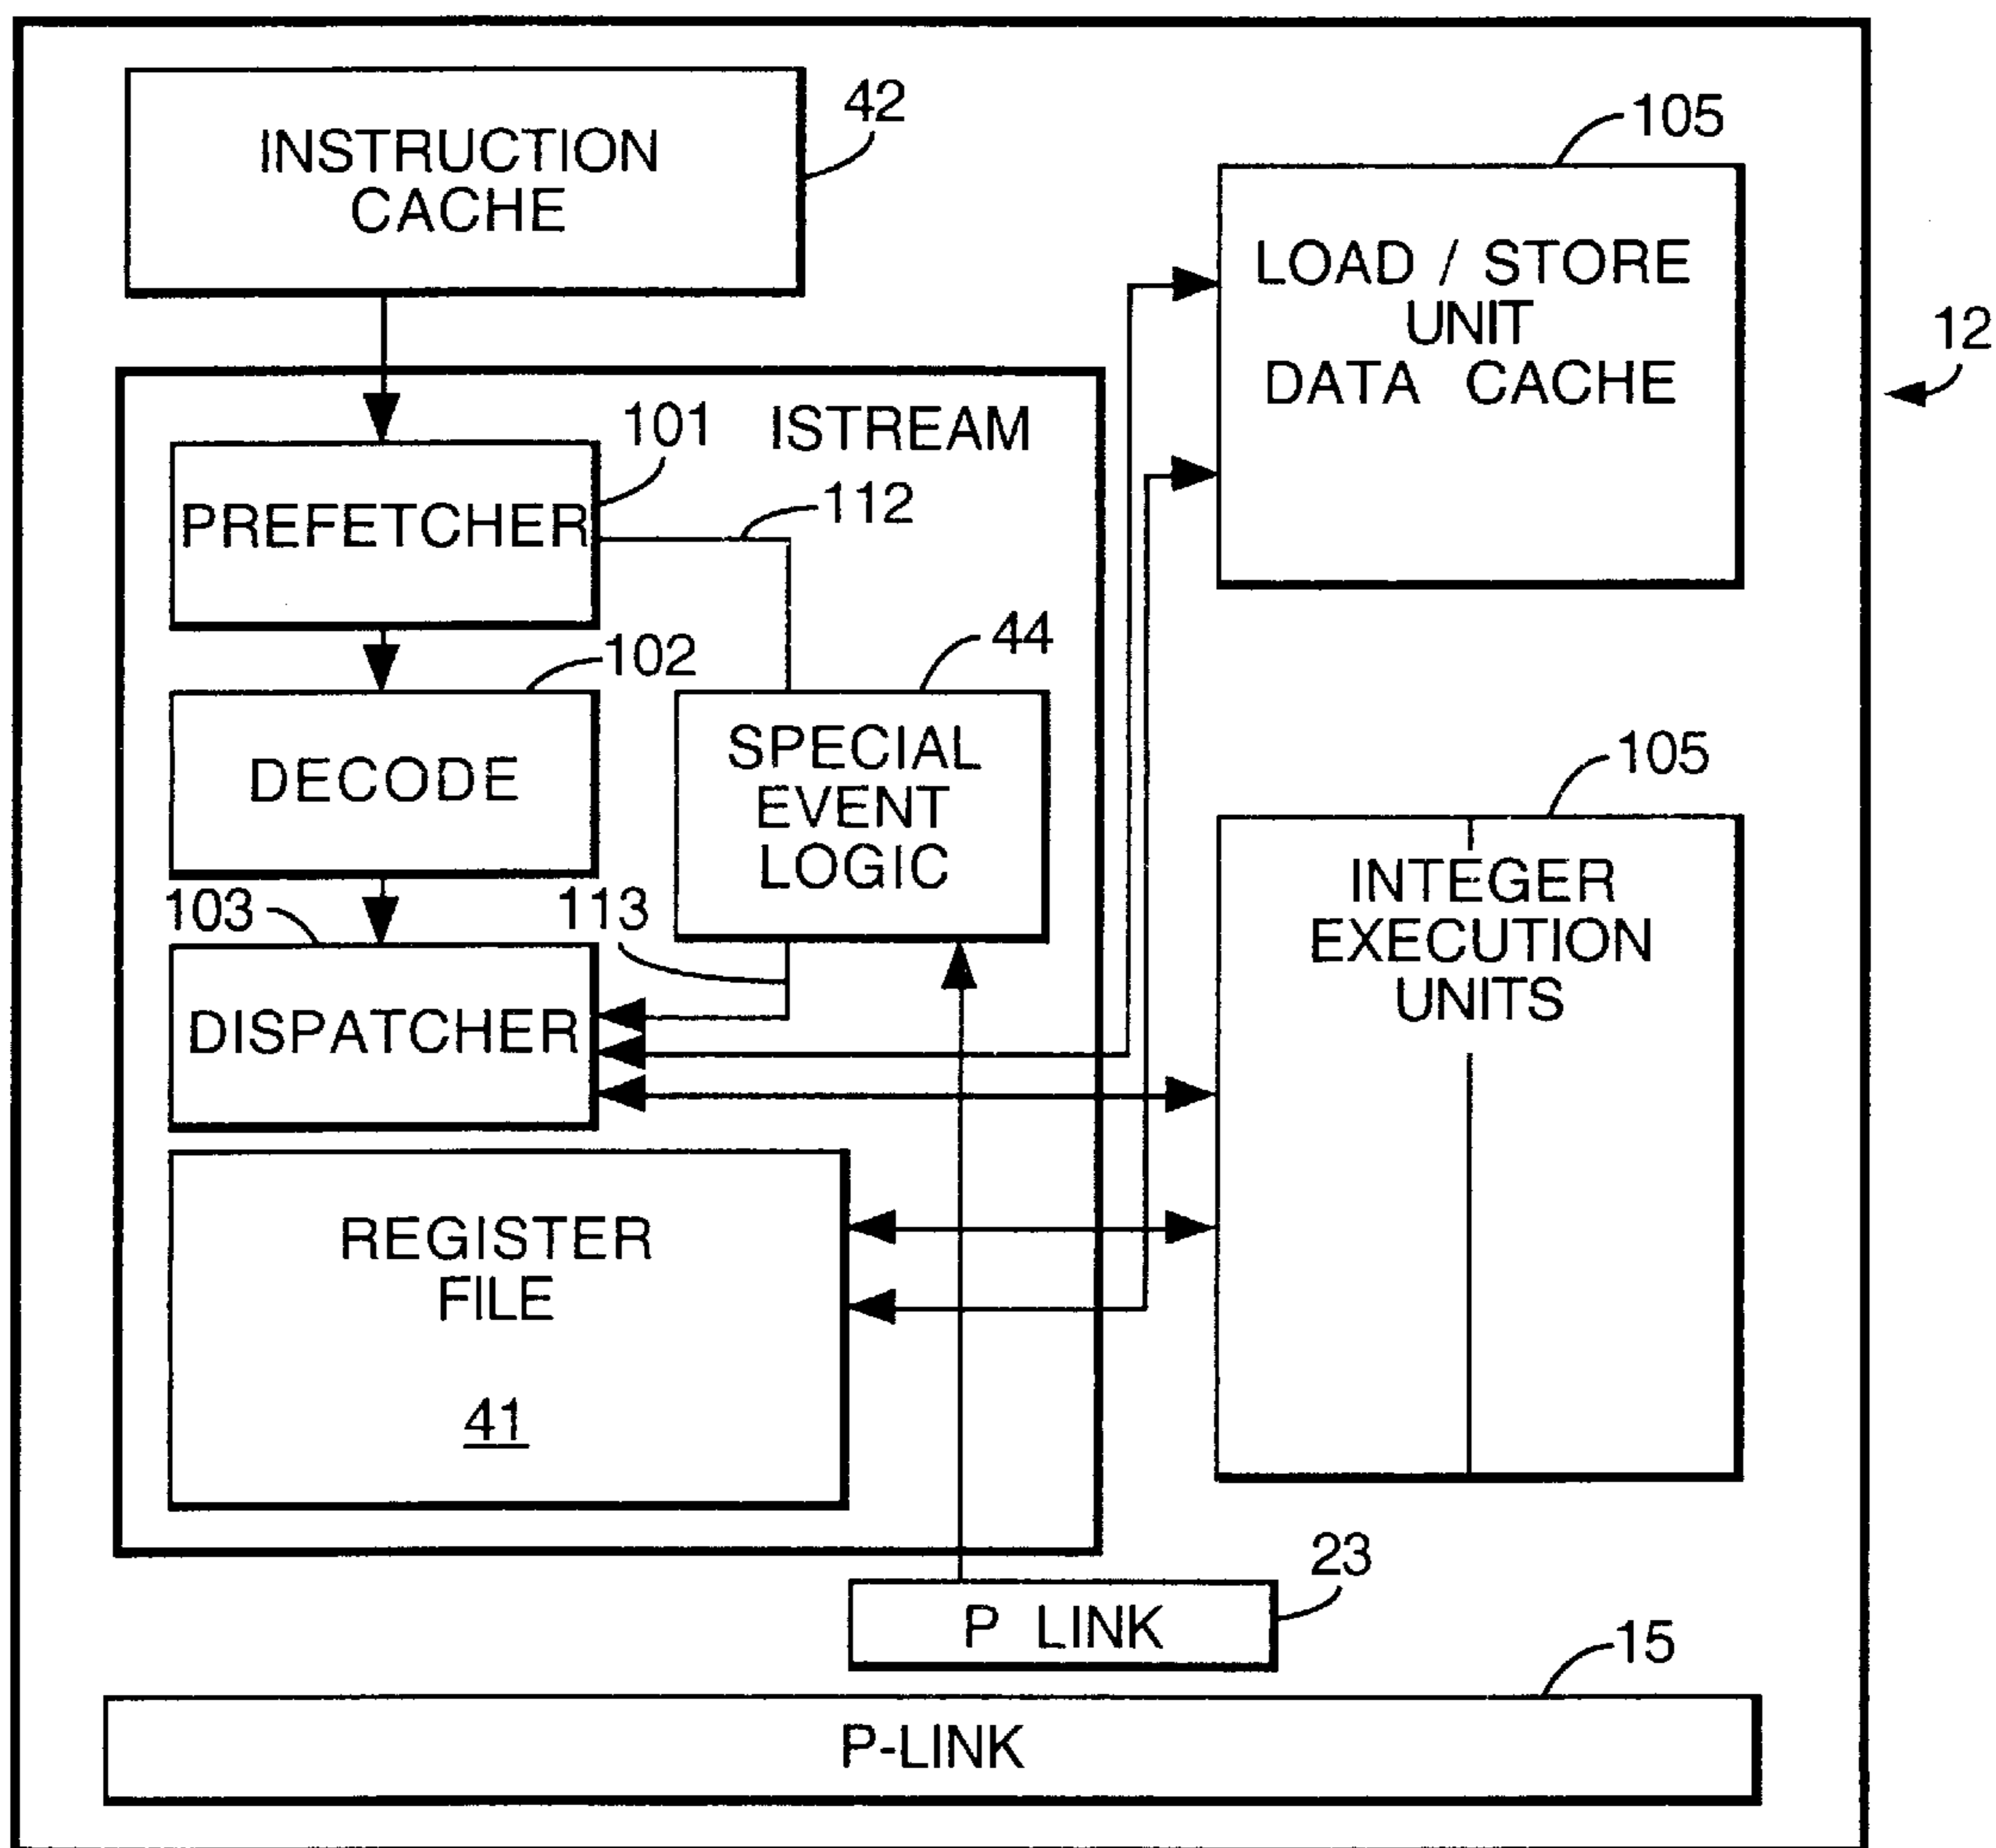 INSTRUCTION
CACHE
42
105
LOAD / STORE
UNIT
DATA CACHE
12
ISTREAM
101
PREFETCHER
112
102
44
DECODE
SPECIAL
EVENT
LOGIC
105
INTEGER
EXECUTION
UNITS
103
113
DISPATCHER
REGISTER
FILE
41
23
P LINK
15
P-LINK